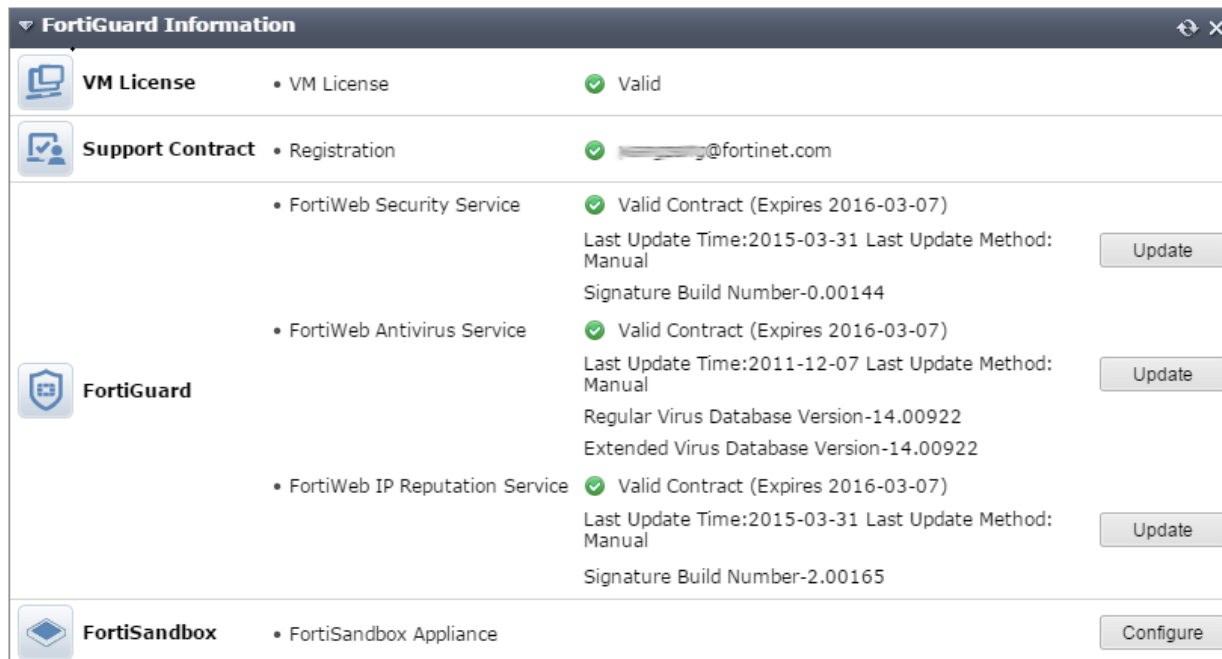 FortiGuard Information
VM License • VM License Valid
Support Contract • Registration @fortinet.com
• FortiWeb Security Service Valid Contract (Expires 2016-03-07)
Last Update Time:2015-03-31 Last Update Method:
Manual
Update
Signature Build Number-0.00144
• FortiWeb Antivirus Service Valid Contract (Expires 2016-03-07)
Last Update Time:2011-12-07 Last Update Method:
Manual
Update
FortiGuard
Regular Virus Database Version-14.00922
Extended Virus Database Version-14.00922
• FortiWeb IP Reputation Service Valid Contract (Expires 2016-03-07)
Last Update Time:2015-03-31 Last Update Method:
Manual
Update
Signature Build Number-2.00165
FortiSandbox • FortiSandbox Appliance Configure